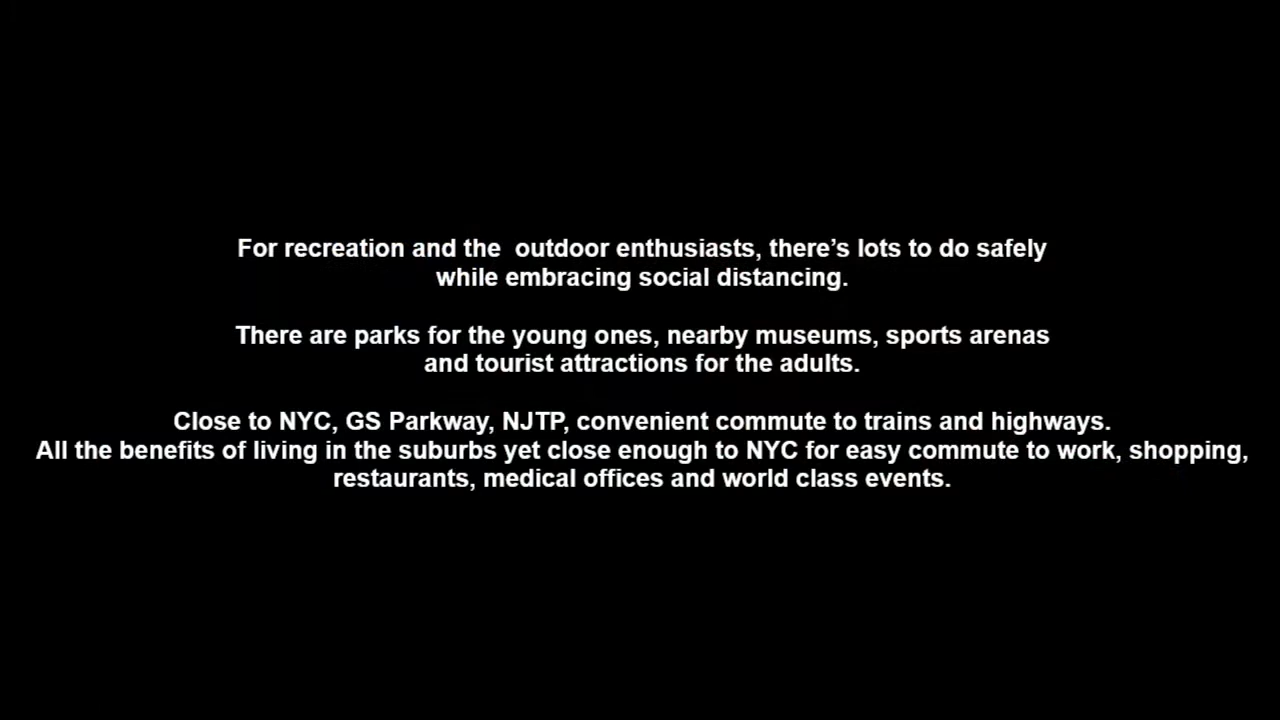 For recreation and the  outdoor enthusiasts, there’s lots to do safely
while embracing social distancing.
There are parks for the young ones, nearby museums, sports arenas
and tourist attractions for the adults.
Close to NYC, GS Parkway, NJTP, convenient commute to trains and highways.
All the benefits of living in the suburbs yet close enough to NYC for easy commute to work, shopping,
restaurants, medical offices and world class events.